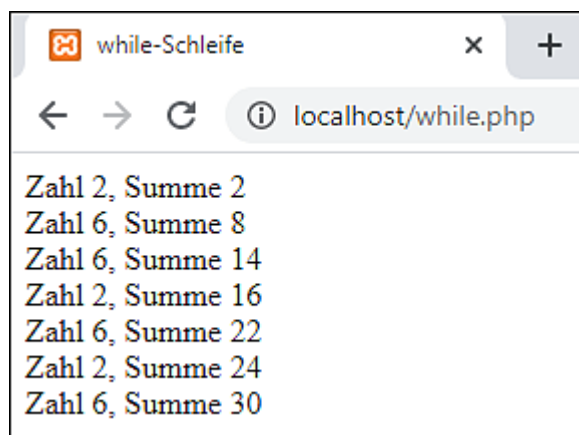 while-Schleife
localhost/while.php
Zahl 2, Summe 2
Zahl 6, Summe 8
Zahl 6, Summe 14
Zahl 2, Summe 16
Zahl 6, Summe 22
Zahl 2, Summe 24
Zahl 6, Summe 30